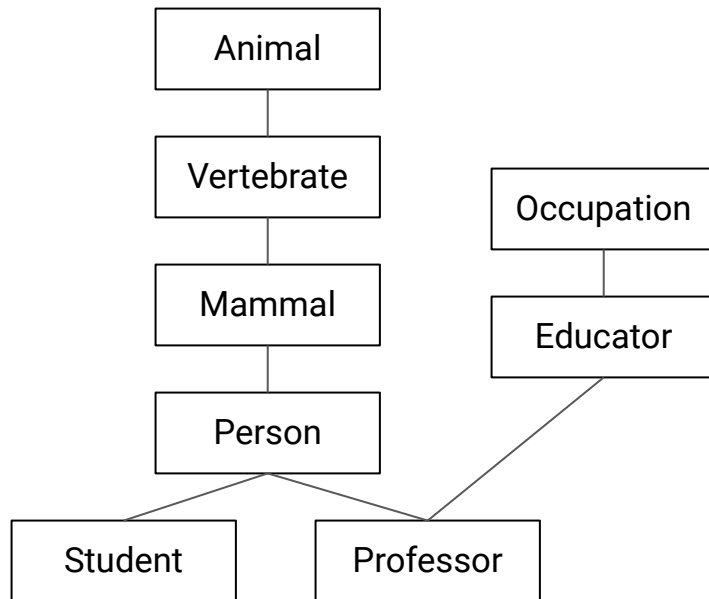 Animal
Vertebrate
Occupation
Mammal
Educator
Person
Student
Professor